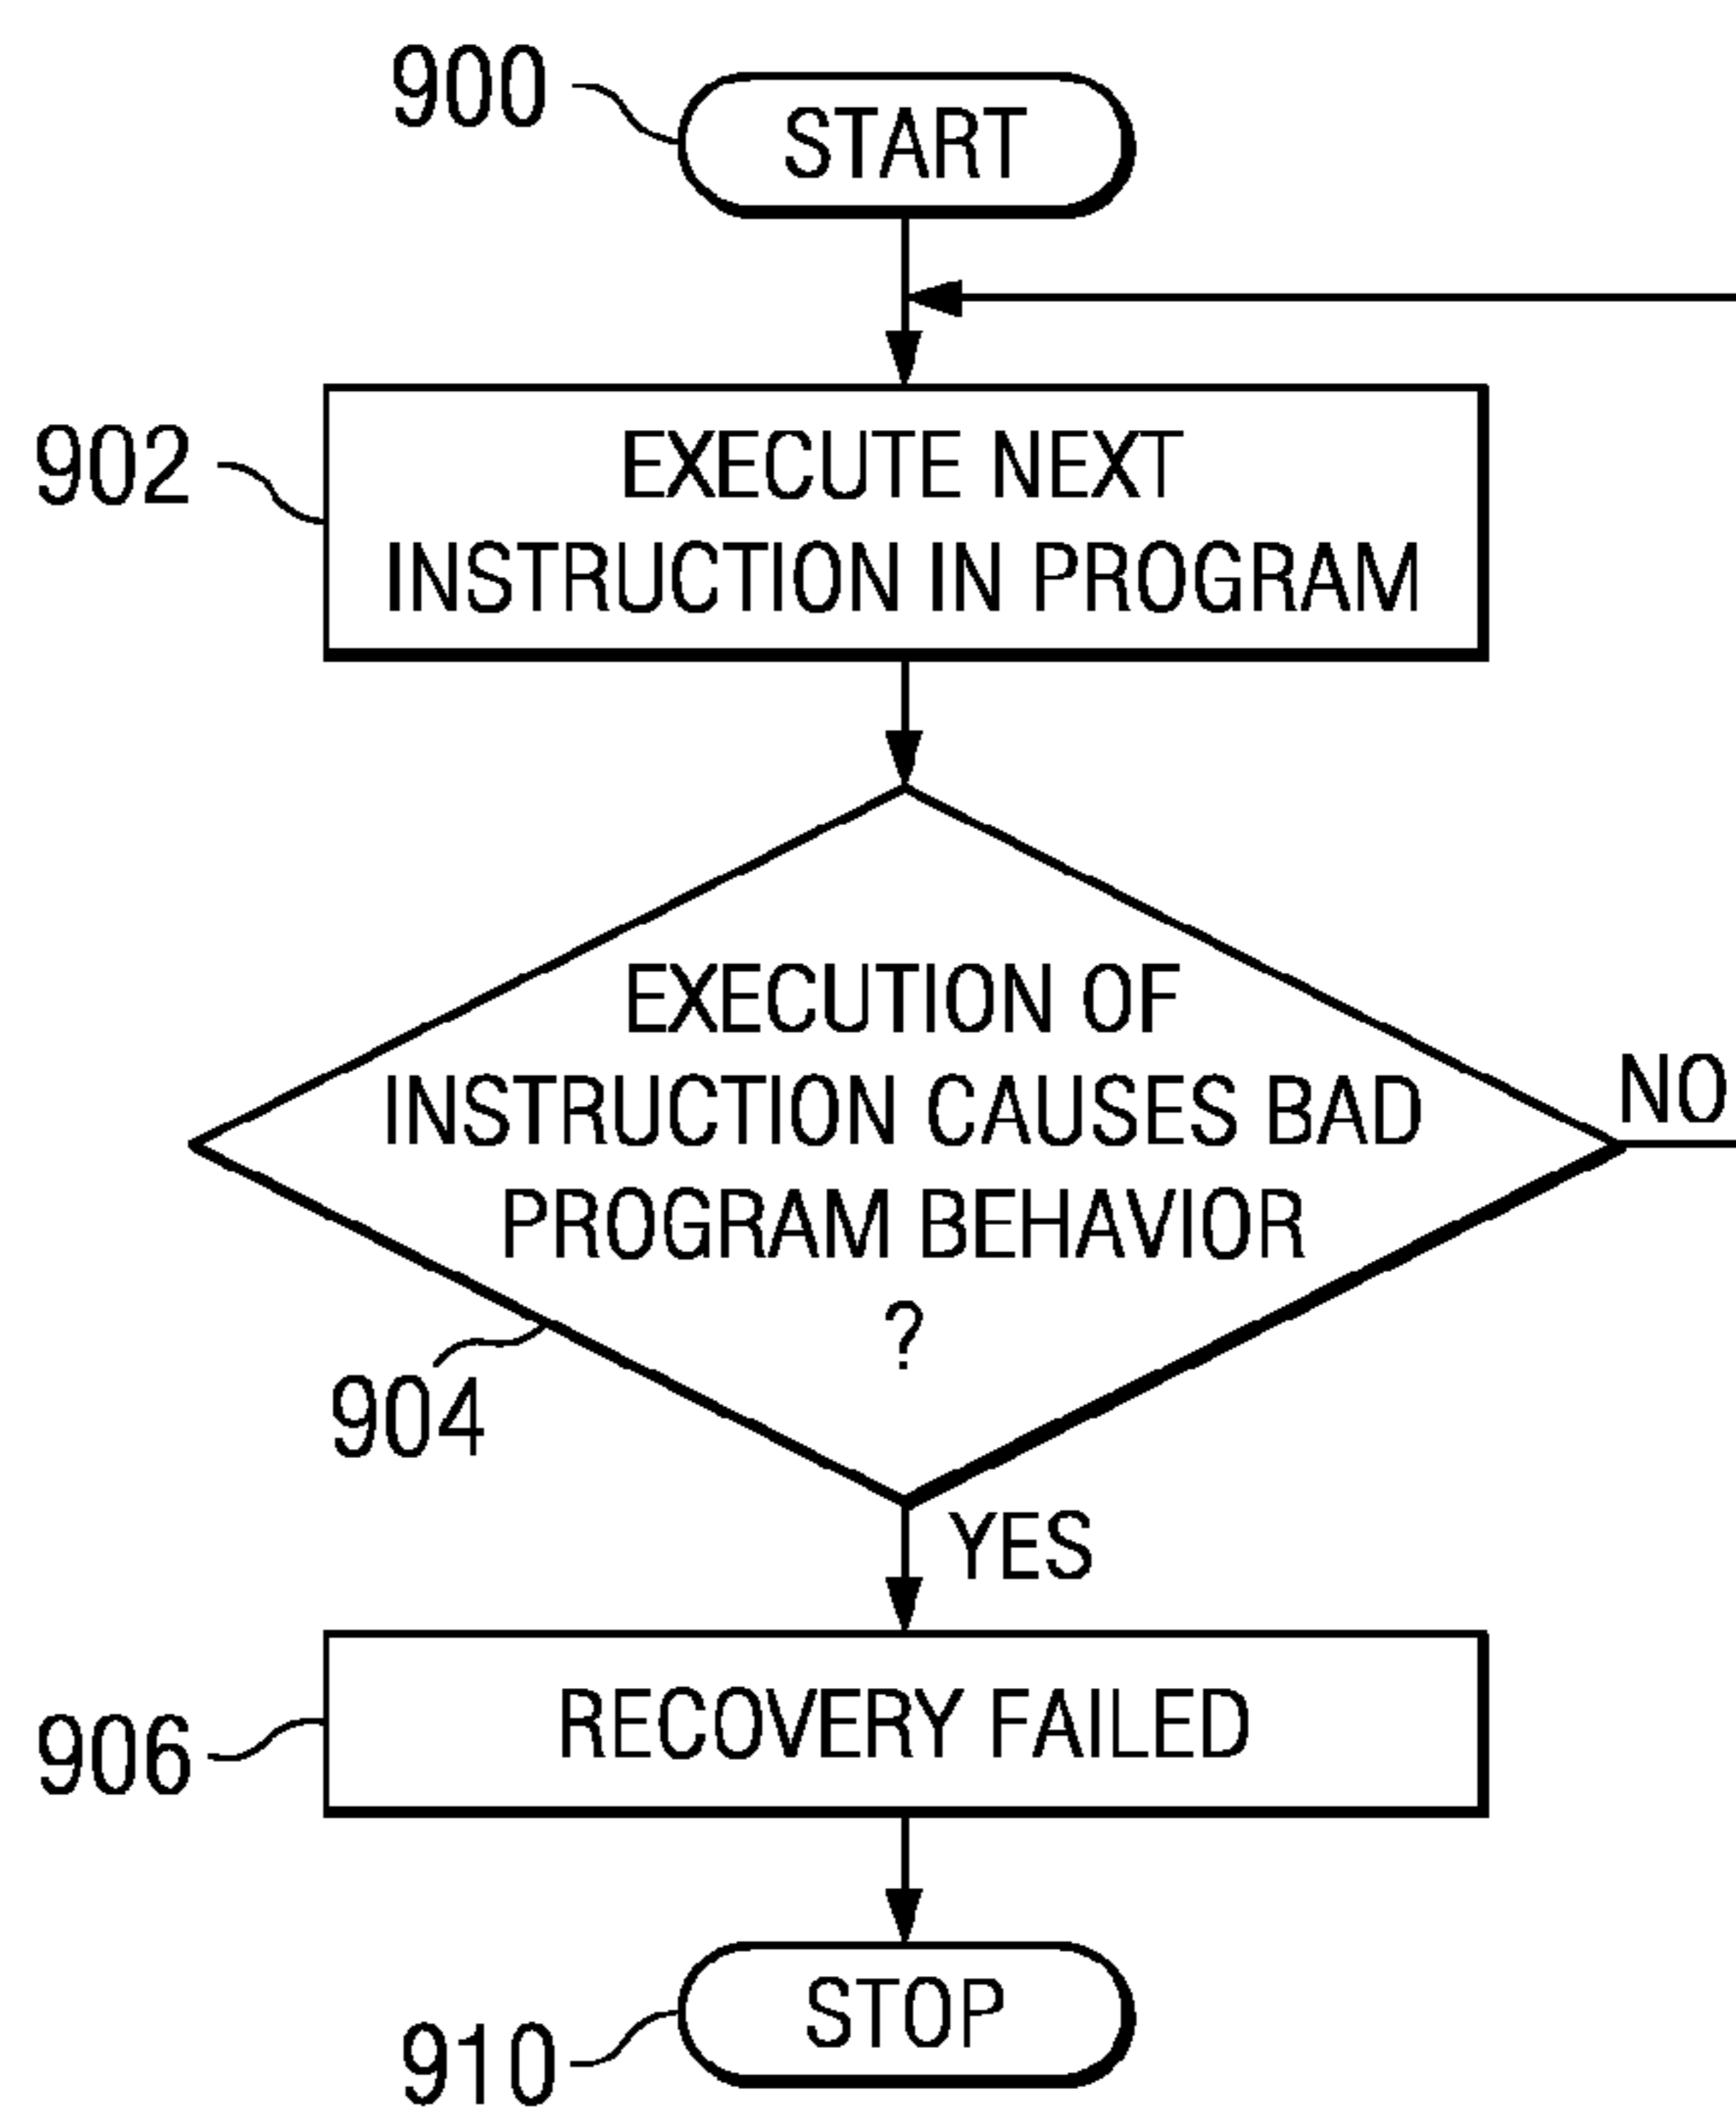 900
START
902
EXECUTE NEXT
INSTRUCTION IN PROGRAM
EXECUTION OF
INSTRUCTION CAUSES BAD
PROGRAM BEHAVIOR
?
NO
904
YES
906
RECOVERY FAILED
STOP
910